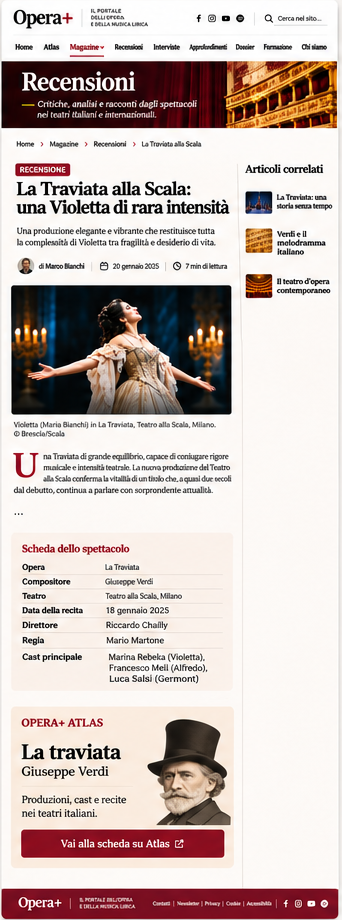 Opera+
IL PORTALE
DELL'OPERA
E DELLA MUSICA LIRICA
Cerca nel sito...
Home Atlas Magazine Recensioni Interviste Approfondimenti Dossier Formazione Chi siamo
Recensioni
Critiche, analisi e racconti dagli spettacoli
nei teatri italiani e internazionali.
Home > Magazine > Recensioni > La Traviata alla Scala
RECENSIONE
La Traviata alla Scala:
una Violetta di rara intensità
Una produzione elegante e vibrante che restituisce tutta
la complessità di Violetta tra fragilità e desiderio di vita.
di Marco Bianchi
20 gennaio 2025
7 min di lettura
Violetta (Maria Bianchi) in La Traviata, Teatro alla Scala, Milano.
© Brescia/Scala
Una Traviata di grande equilibrio, capace di coniugare rigore
musicale e intensità teatrale. La nuova produzione del Teatro
alla Scala conferma la vitalità di un titolo che, a quasi due secoli
dal debutto, continua a parlare con sorprendente attualità.
...
Scheda dello spettacolo
Opera La Traviata
Compositore Giuseppe Verdi
Teatro Teatro alla Scala, Milano
Data della recita 18 gennaio 2025
Direttore Riccardo Chailly
Regia Mario Martone
Cast principale Marina Rebeka (Violetta),
Francesco Meli (Alfredo),
Luca Salsi (Germont)
OPERA+ ATLAS
La traviata
Giuseppe Verdi
Produzioni, cast e recite
nei teatri italiani.
Vai alla scheda su Atlas
Articoli correlati
La Traviata: una
storia senza tempo
Verdi e il
melodramma
italiano
Il teatro d'opera
contemporaneo
Opera+
IL PORTALE DELL'OPERA
E DELLA MUSICA LIRICA
Contatti | Newsletter | Privacy | Cookie | Accessibilità